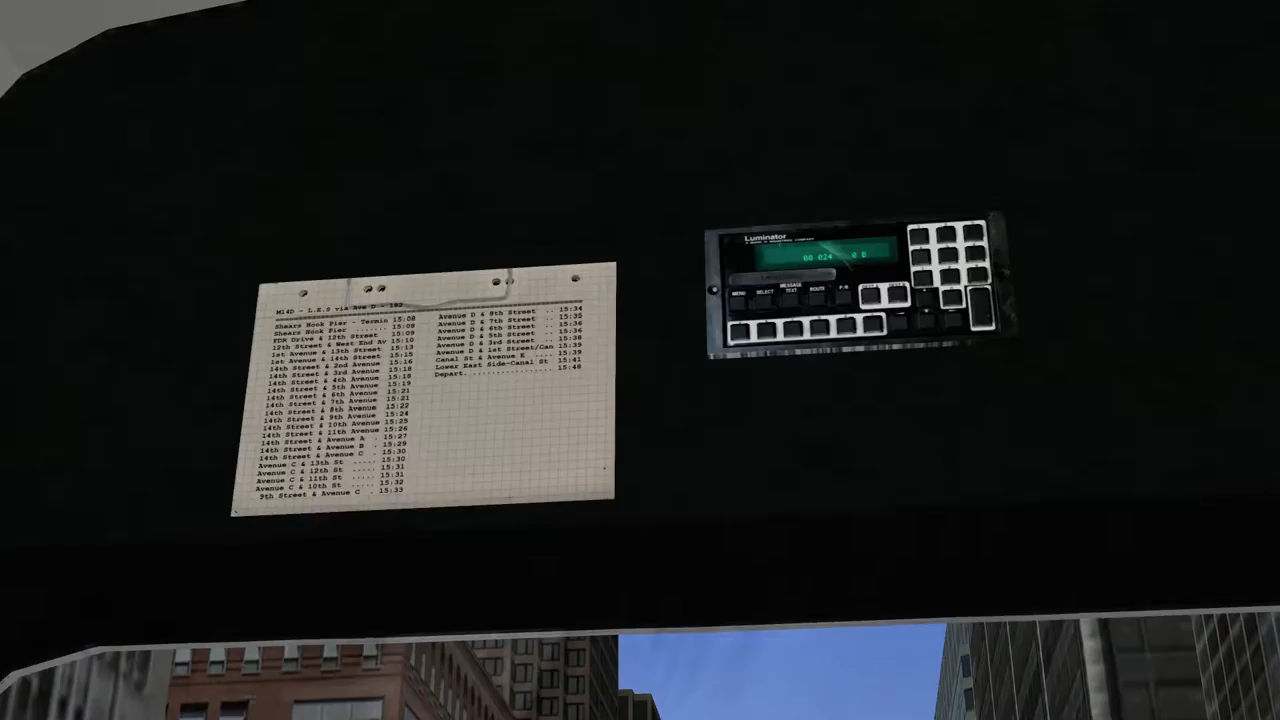 M14D - L.E.S via Ave D - 182
Shears Hook Pier - Termin 15:08
Shears Hook Pier ....... 15:08
FDR Drive & 12th Street 15:09
12th Street & West End Av 15:10
1st Avenue & 13th Street 15:13
1st Avenue & 14th Street 15:15
14th Street & 2nd Avenue 15:16
14th Street & 3rd Avenue 15:18
14th Street & 4th Avenue 15:18
14th Street & 5th Avenue 15:19
14th Street & 6th Avenue 15:21
14th Street & 7th Avenue 15:21
14th Street & 8th Avenue 15:22
14th Street & 9th Avenue 15:24
14th Street & 10th Avenue 15:25
14th Street & 11th Avenue 15:26
14th Street & Avenue A . 15:27
14th Street & Avenue B . 15:29
14th Street & Avenue C . 15:30
Avenue C & 13th St ..... 15:30
Avenue C & 12th St ..... 15:31
Avenue C & 11th St ..... 15:31
Avenue C & 10th St ..... 15:32
9th Street & Avenue C . 15:33
Avenue D & 8th Street .. 15:34
Avenue D & 7th Street .. 15:35
Avenue D & 6th Street .. 15:36
Avenue D & 5th Street .. 15:36
Avenue D & 3rd Street .. 15:38
Avenue D & 1st Street/Can 15:39
Canal St & Avenue E .... 15:39
Lower East Side-Canal St 15:41
Depart. ................ 15:48
Luminator
00 024 0 0
MENU SELECT MESSAGE TEXT ROUTE P/R